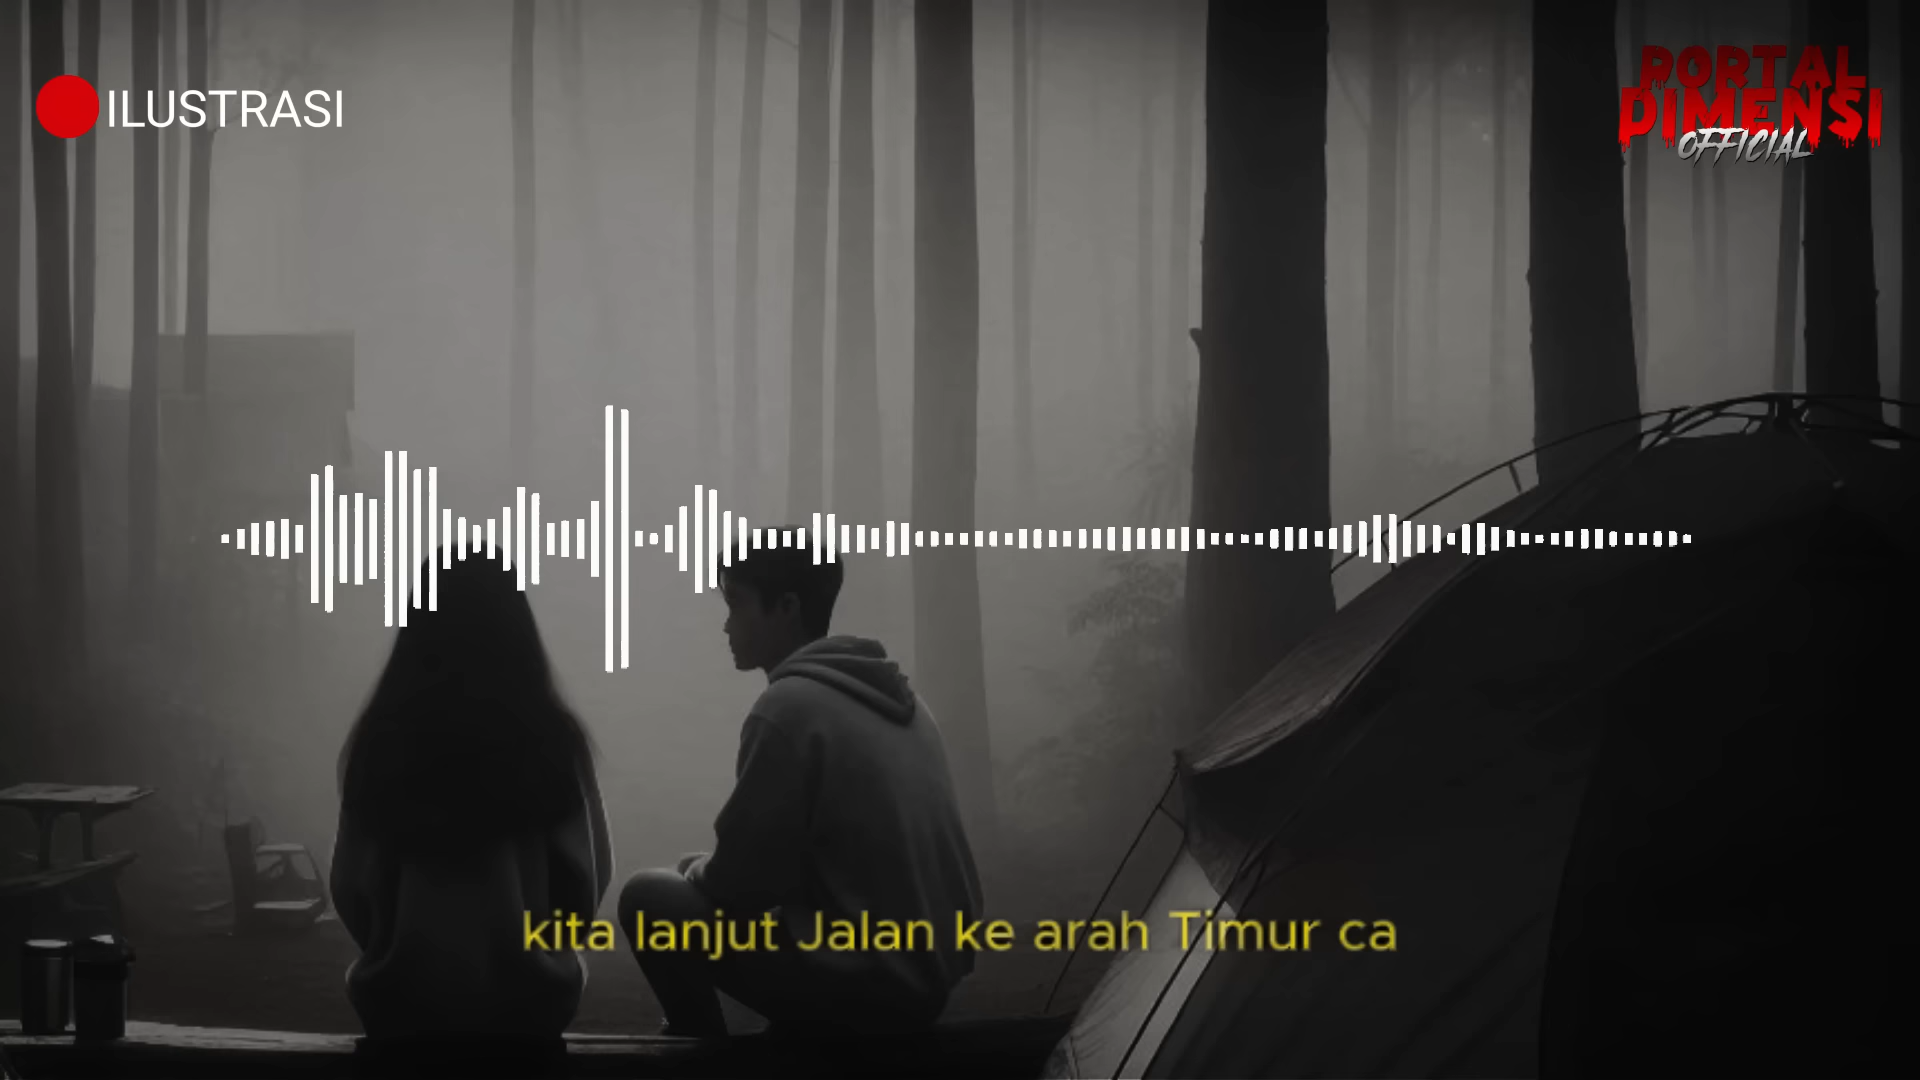 ILUSTRASI
PORTAL
DIMENSI
OFFICIAL
kita lanjut Jalan ke arah Timur ca